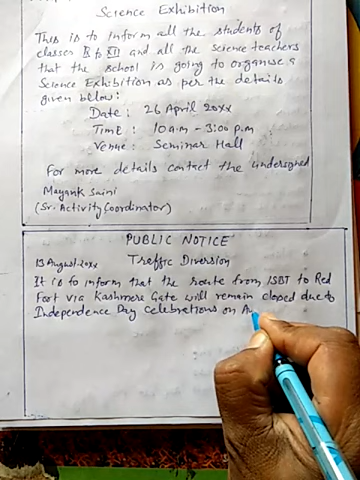 Science Exhibition
This is to inform all the students of
classes IX to XII and all the science teachers
that the school is going to organise a
Science Exhibition as per the details
given bllow:
Date: 26 April 20xx
Time: 10 a.m - 3:00 p.m
Venue: Seminar Hall
For more details contact the undersigned
Mayank Saini
(Sr. Activity Coordinator)
PUBLIC NOTICE
13 August 20xx Traffic Diversion
It is to inform that the route from ISBT to Red
Fort via Kashmere Gate will remain closed due to
Independence Day celebrations on Au